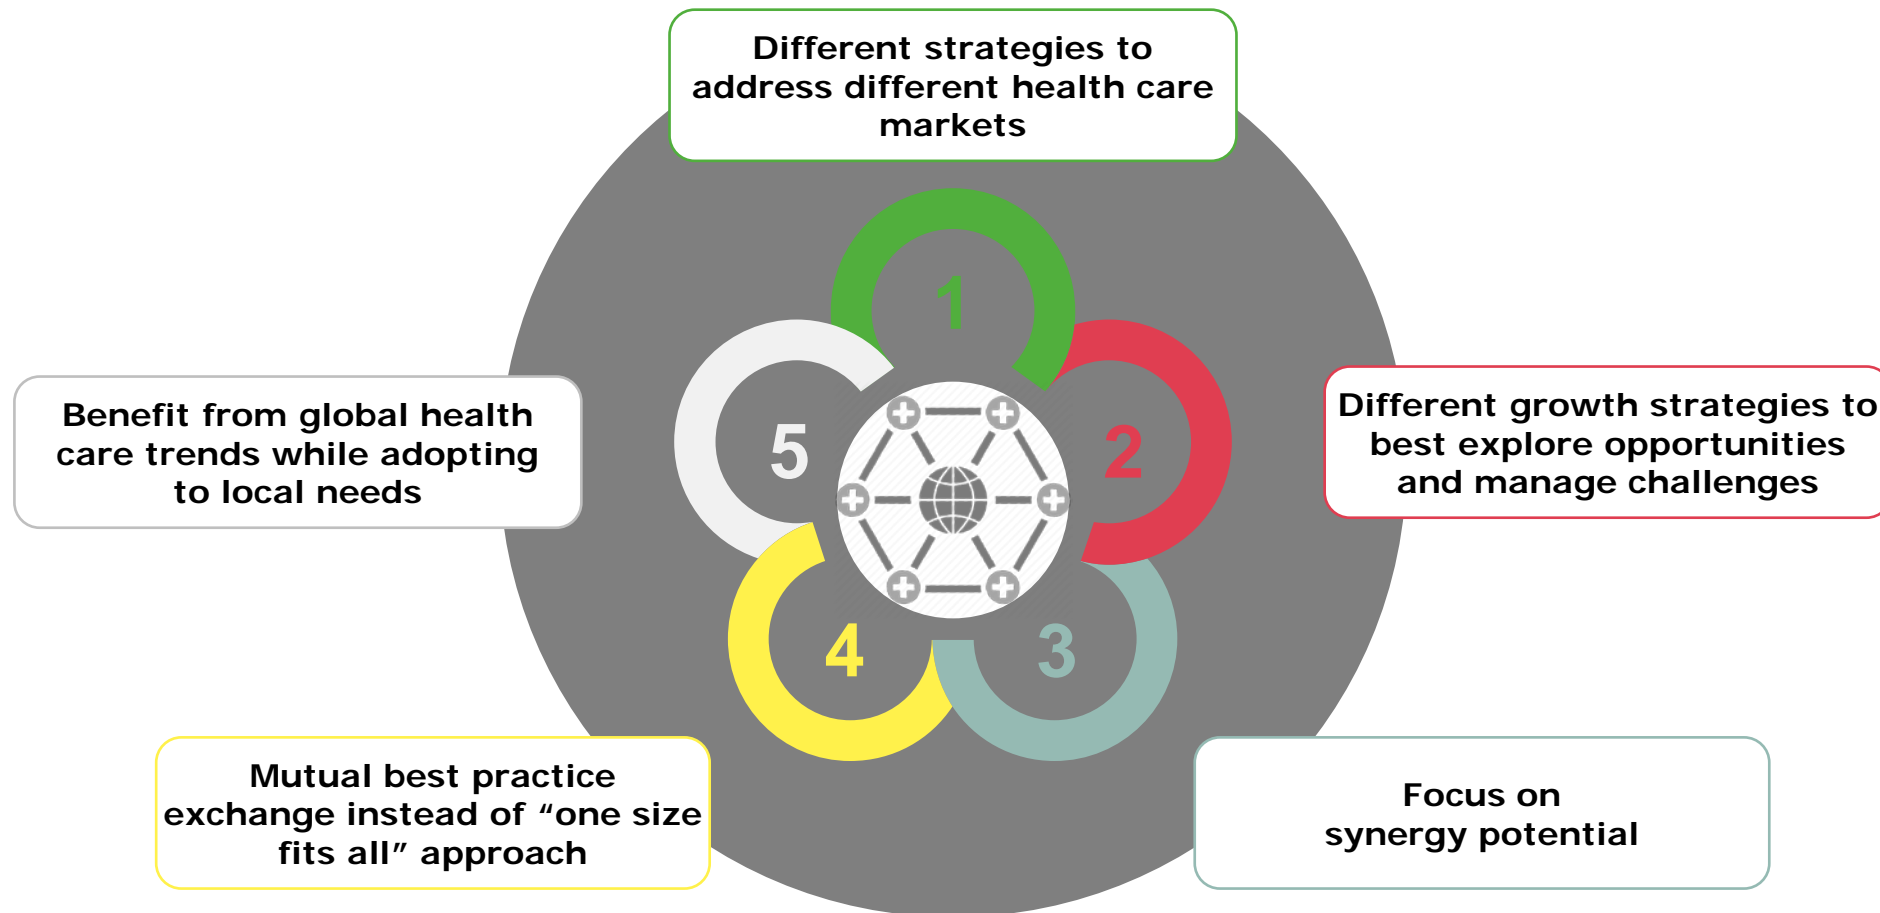 Different strategies to
address different health care
markets
1
2
3
4
5
Different growth strategies to
best explore opportunities
and manage challenges
Focus on
synergy potential
Mutual best practice
exchange instead of “one size
fits all” approach
Benefit from global health
care trends while adopting
to local needs